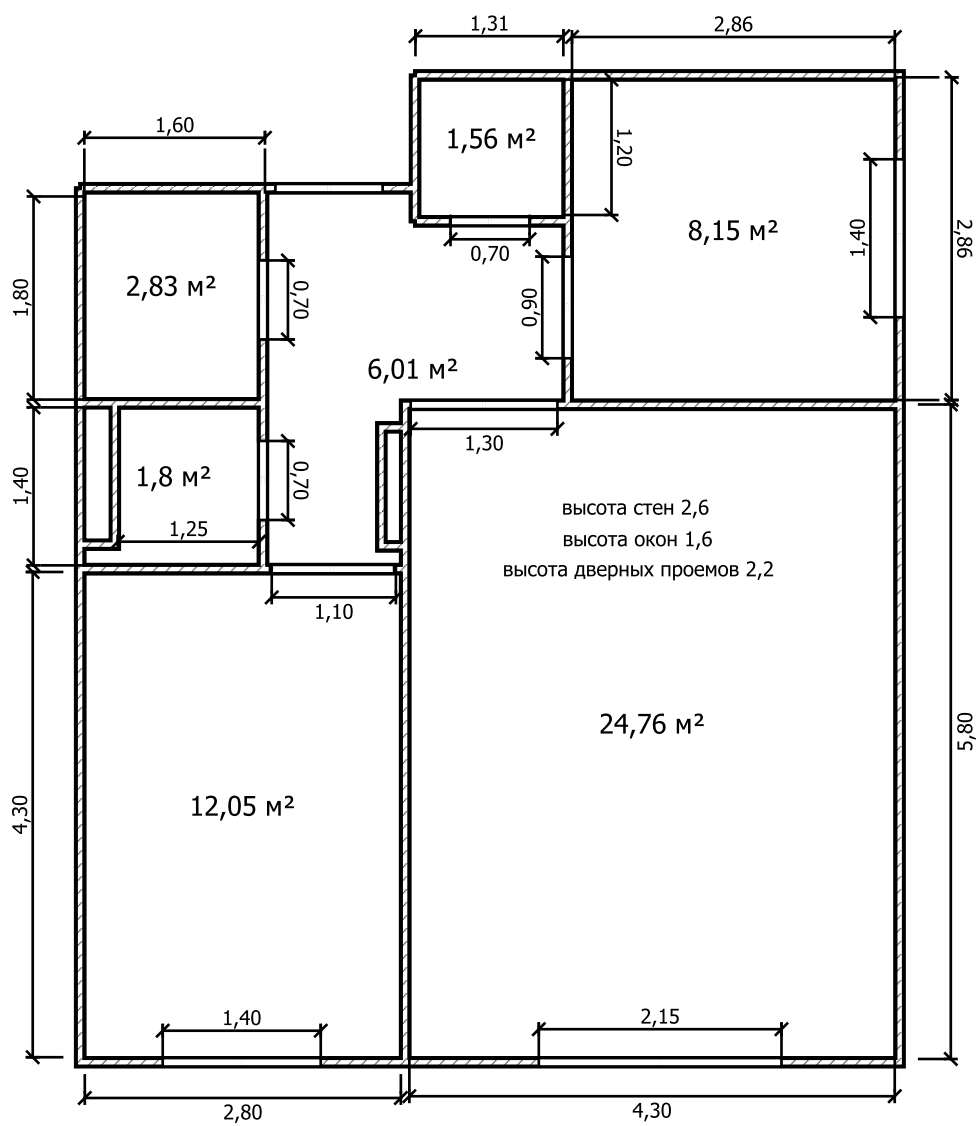 1,31
2,86
1,60
1,56 м²
1,20
8,15 м²
1,40
2,86
0,70
2,83 м²
1,80
0,70
0,90
6,01 м²
1,30
1,8 м²
1,40
0,70
1,25
высота стен 2,6
высота окон 1,6
высота дверных проемов 2,2
1,10
24,76 м²
5,80
12,05 м²
4,30
1,40
2,15
2,80
4,30